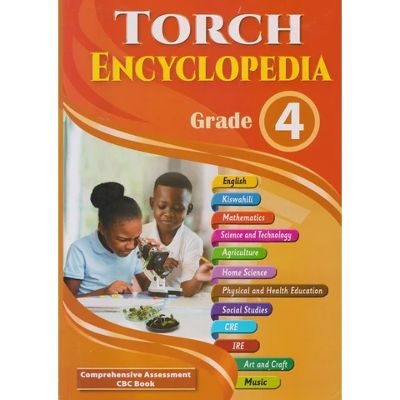 TORCH
ENCYCLOPEDIA
Grade 4
English
Kiswahili
Mathematics
Science and Technology
Agriculture
Home Science
Physical and Health Education
Social Studies
CRE
IRE
Art and Craft
Music
Comprehensive Assessment
CBC Book